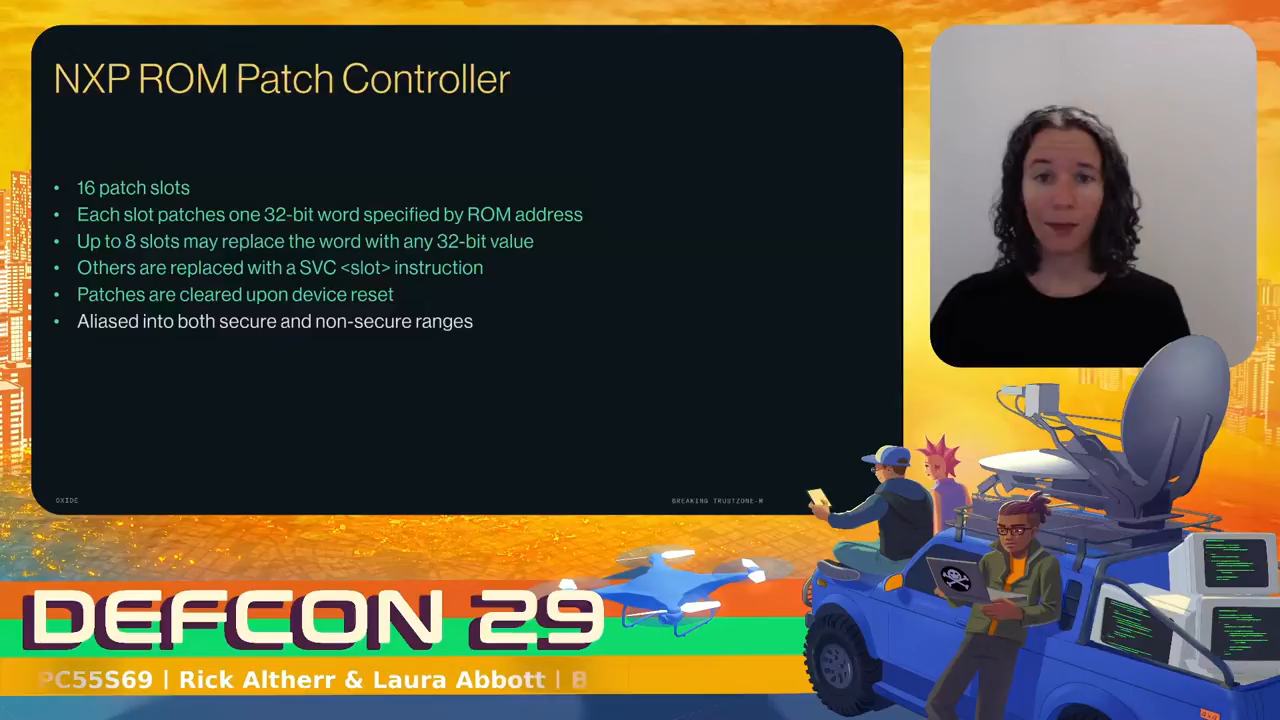 NXP ROM Patch Controller
• 16 patch slots
• Each slot patches one 32-bit word specified by ROM address
• Up to 8 slots may replace the word with any 32-bit value
• Others are replaced with a SVC <slot> instruction
• Patches are cleared upon device reset
• Aliased into both secure and non-secure ranges
OXIDE
BREAKING TRUSTZONE-M
DEFCON 29
PC55S69 | Rick Altherr & Laura Abbott | B